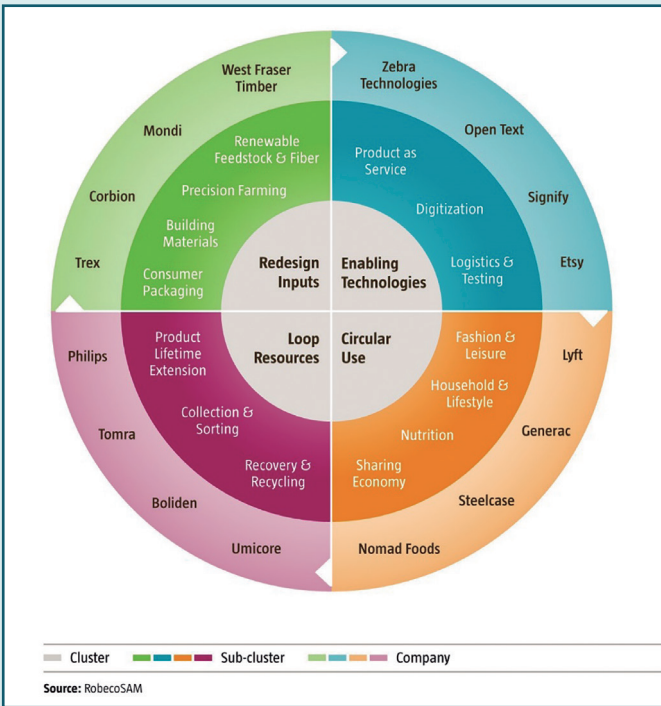 West Fraser
Timber
Mondi
Corbion
Trex
Renewable
Feedstock & Fiber
Precision Farming
Building
Materials
Consumer
Packaging
Redesign
Inputs
Zebra
Technologies
Open Text
Signify
Etsy
Product as
Service
Digitization
Logistics &
Testing
Enabling
Technologies
Philips
Tomra
Boliden
Umicore
Product
Lifetime
Extension
Collection &
Sorting
Recovery &
Recycling
Loop
Resources
Circular
Use
Fashion &
Leisure
Household &
Lifestyle
Nutrition
Sharing
Economy
Lyft
Generac
Steelcase
Nomad Foods
Cluster
Sub-cluster
Company
Source: RobecoSAM